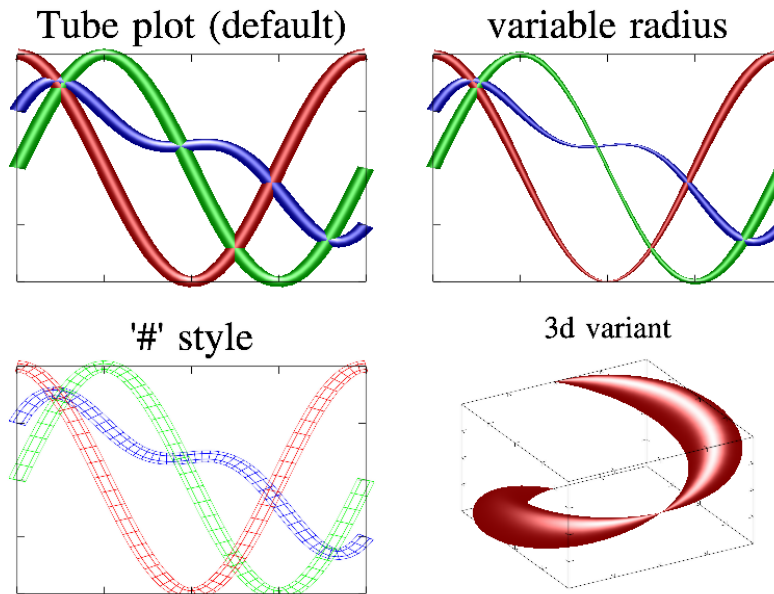 Tube plot (default)
variable radius
'#' style
3d variant